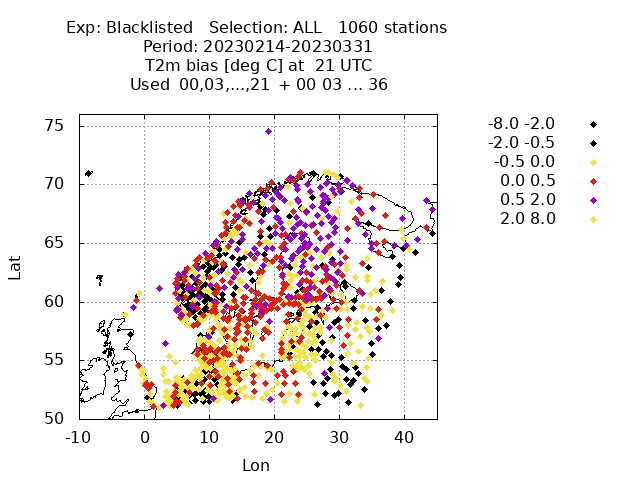 Exp: Blacklisted   Selection: ALL   1060 stations
Period: 20230214-20230331
T2m bias [deg C] at  21 UTC
Used  00,03,...,21  + 00 03 ... 36
-8.0 -2.0
-2.0 -0.5
-0.5 0.0
0.0 0.5
0.5 2.0
2.0 8.0
75
70
65
60
55
50
Lat
-10 0 10 20 30 40
Lon